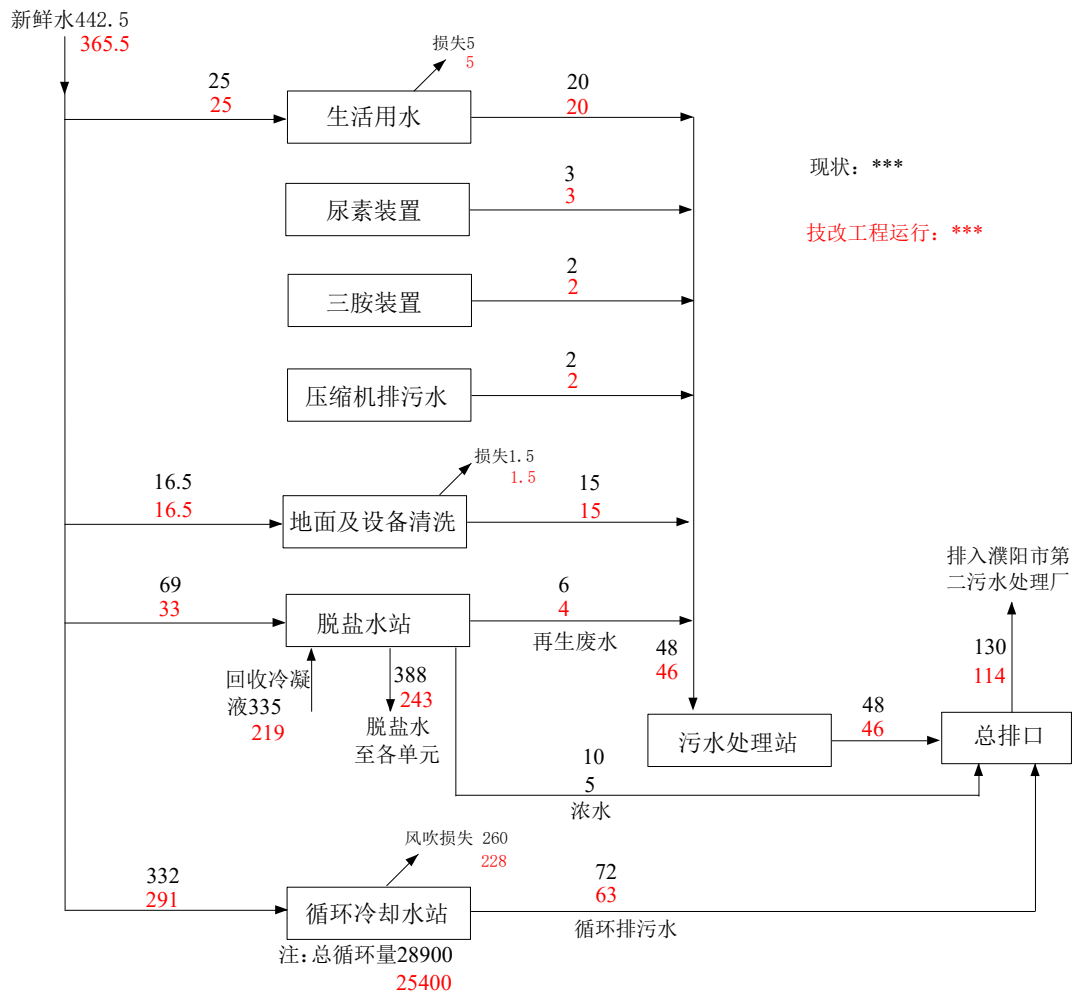 新鲜水442.5
365.5
损失5
5
25
25
生活用水
20
20
现状：***
3
3
尿素装置
技改工程运行：***
2
2
三胺装置
2
2
压缩机排污水
损失1.5
1.5
16.5
16.5
地面及设备清洗
15
15
排入濮阳市第
二污水处理厂
69
33
脱盐水站
6
4
再生废水
48
46
130
114
回收冷凝
液335
219
388
243
脱盐水
至各单元
污水处理站
48
46
总排口
10
5
浓水
风吹损失 260
228
332
291
循环冷却水站
72
63
循环排污水
注:总循环量28900
25400